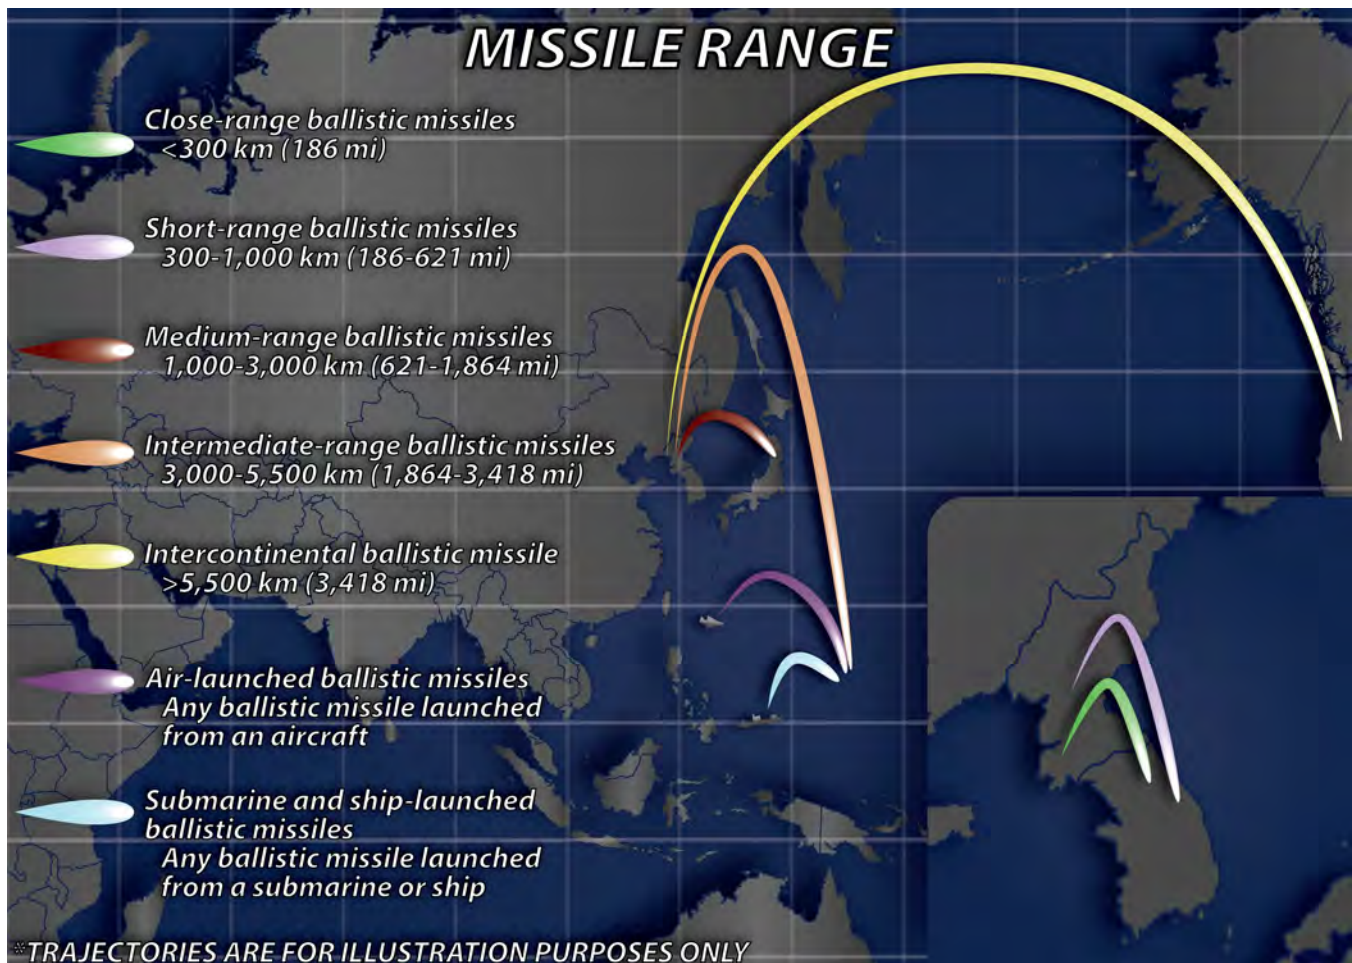 MISSILE RANGE
Close-range ballistic missiles
<300 km (186 mi)
Short-range ballistic missiles
300-1,000 km (186-621 mi)
Medium-range ballistic missiles
1,000-3,000 km (621-1,864 mi)
Intermediate-range ballistic missiles
3,000-5,500 km (1,864-3,418 mi)
Intercontinental ballistic missile
>5,500 km (3,418 mi)
Air-launched ballistic missiles
Any ballistic missile launched
from an aircraft
Submarine and ship-launched
ballistic missiles
Any ballistic missile launched
from a submarine or ship
*TRAJECTORIES ARE FOR ILLUSTRATION PURPOSES ONLY